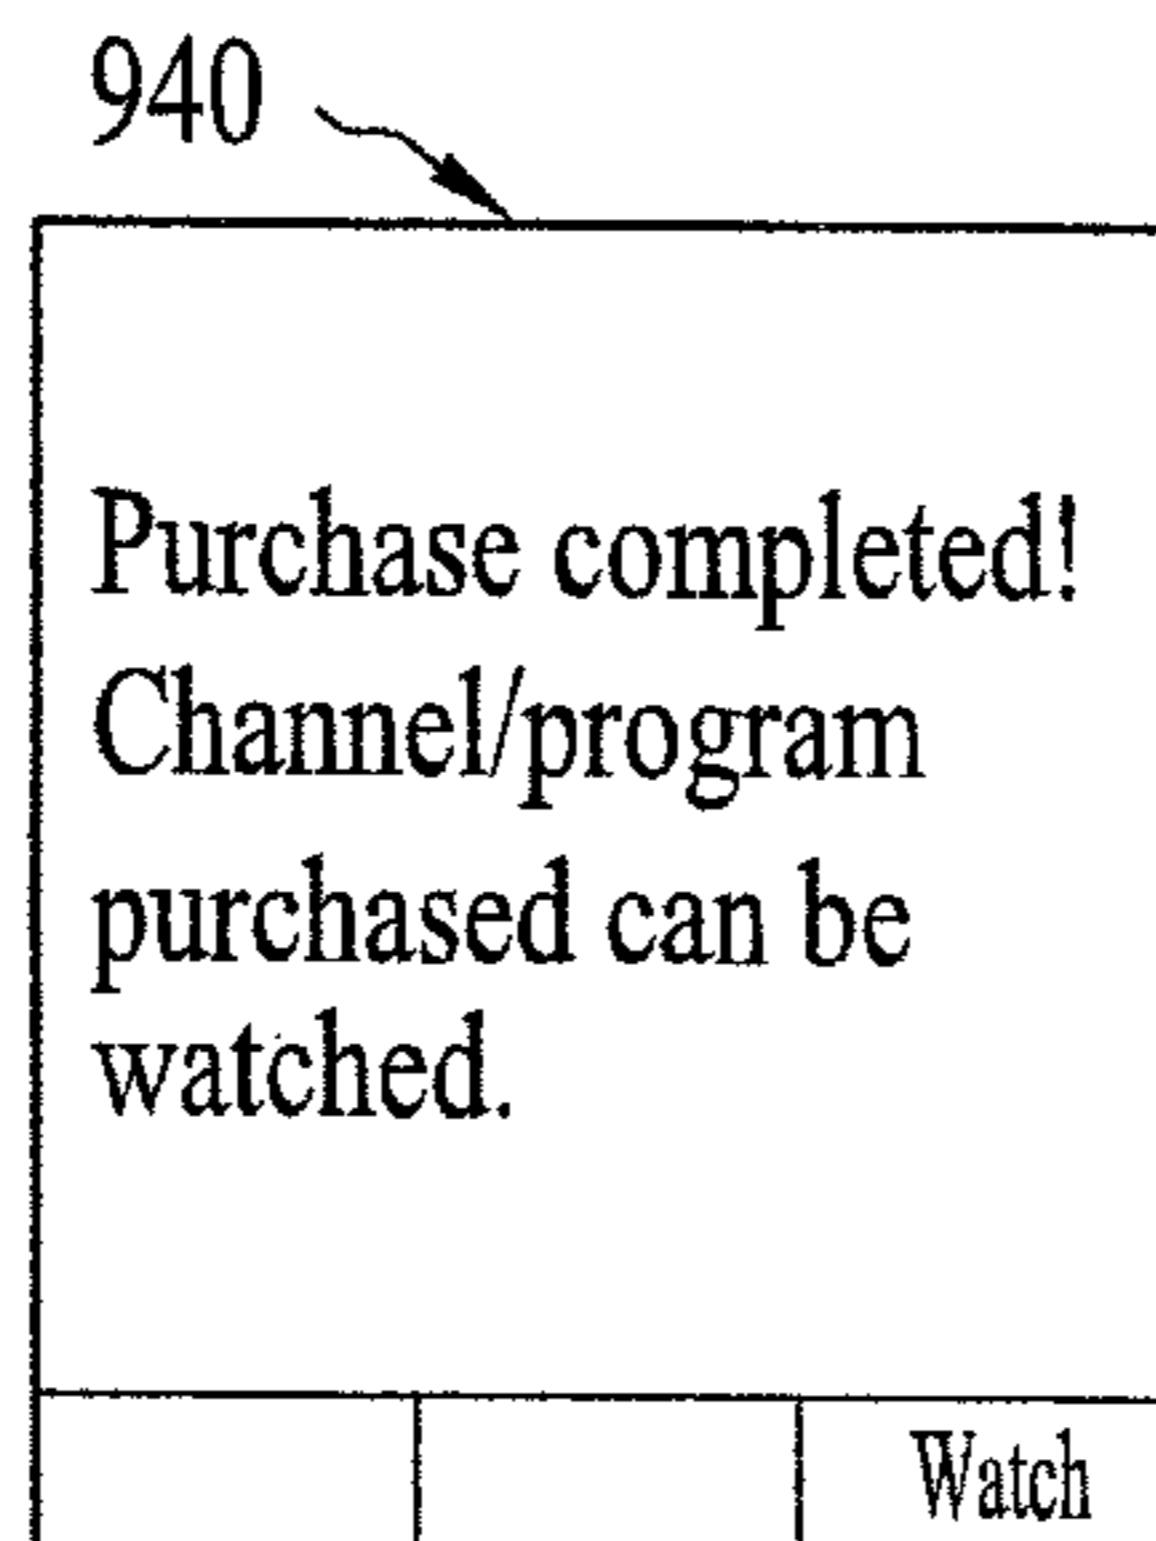 940
Purchase completed!
Channel/program
purchased can be
watched.
Watch